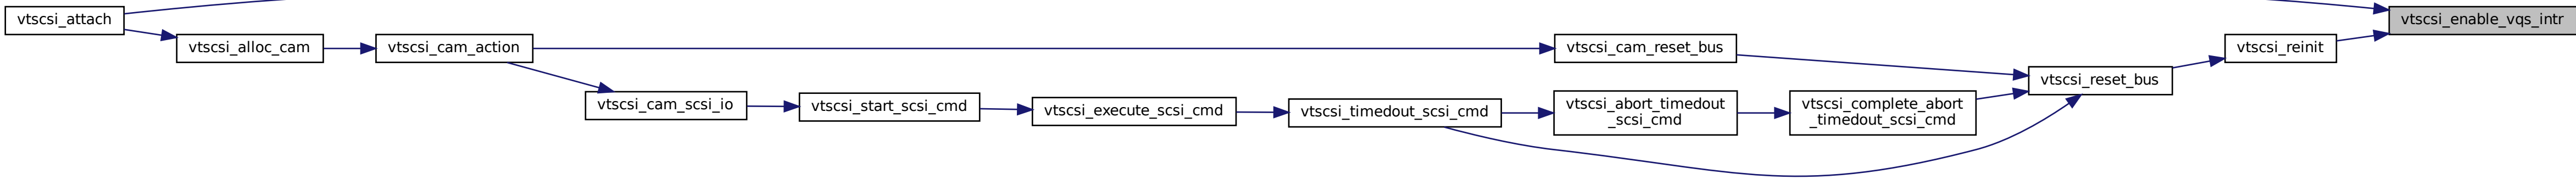 vtscsi_attach
vtscsi_enable_vqs_intr
vtscsi_alloc_cam
vtscsi_cam_action
vtscsi_cam_reset_bus
vtscsi_reinit
vtscsi_reset_bus
vtscsi_cam_scsi_io
vtscsi_start_scsi_cmd
vtscsi_execute_scsi_cmd
vtscsi_timedout_scsi_cmd
vtscsi_abort_timedout
_scsi_cmd
vtscsi_complete_abort
_timedout_scsi_cmd